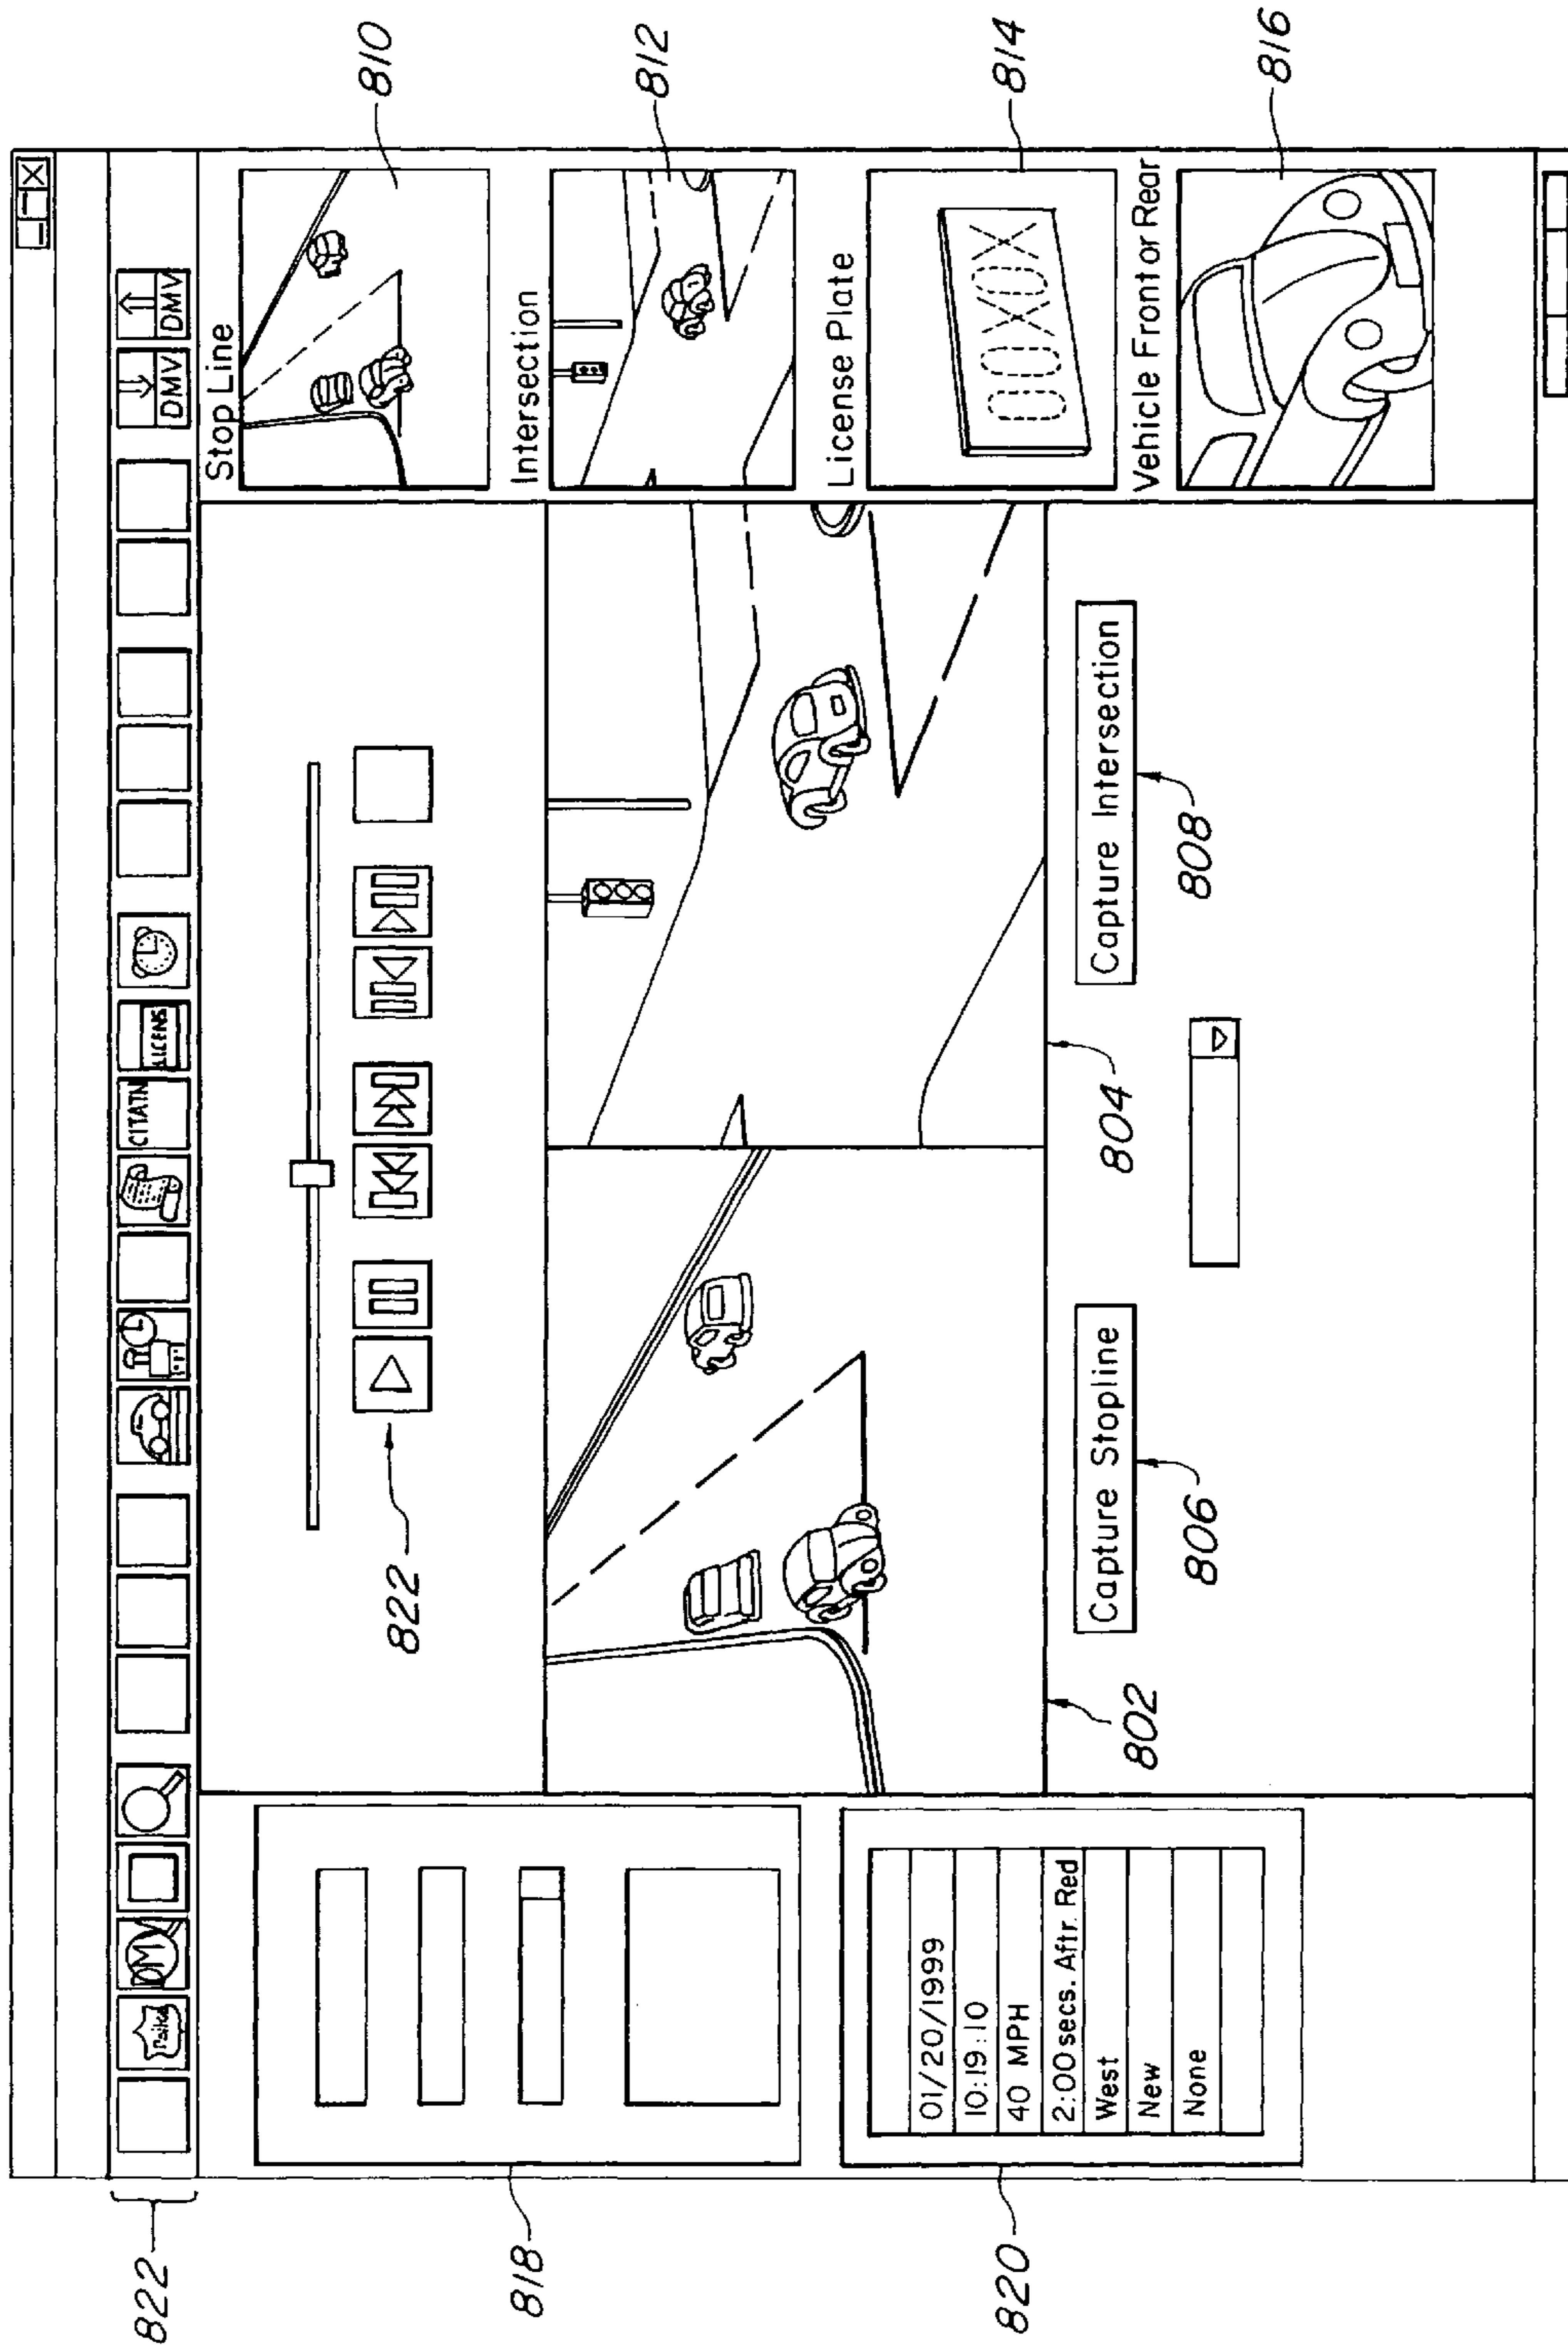 DMV
CITATN
LICENS
DMV
DMV
822
818
01/20/1999
10:19:10
40 MPH
2:00 secs. Aftr. Red
West
New
None
820
822
802
804
Capture Stopline
806
Capture Intersection
808
Stop Line
810
Intersection
812
License Plate
00X0X
814
Vehicle Front or Rear
816